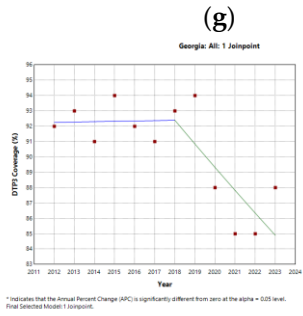 (g)
Georgia: All: 1 Joinpoint
96
95
94
93
92
91
90
89
88
87
86
85
84
83
DTP3 Coverage (%)
2011 2012 2013 2014 2015 2016 2017 2018 2019 2020 2021 2022 2023 2024
Year
* Indicates that the Annual Percent Change (APC) is significantly different from zero at the alpha = 0.05 level.
Final Selected Model: 1 Joinpoint.